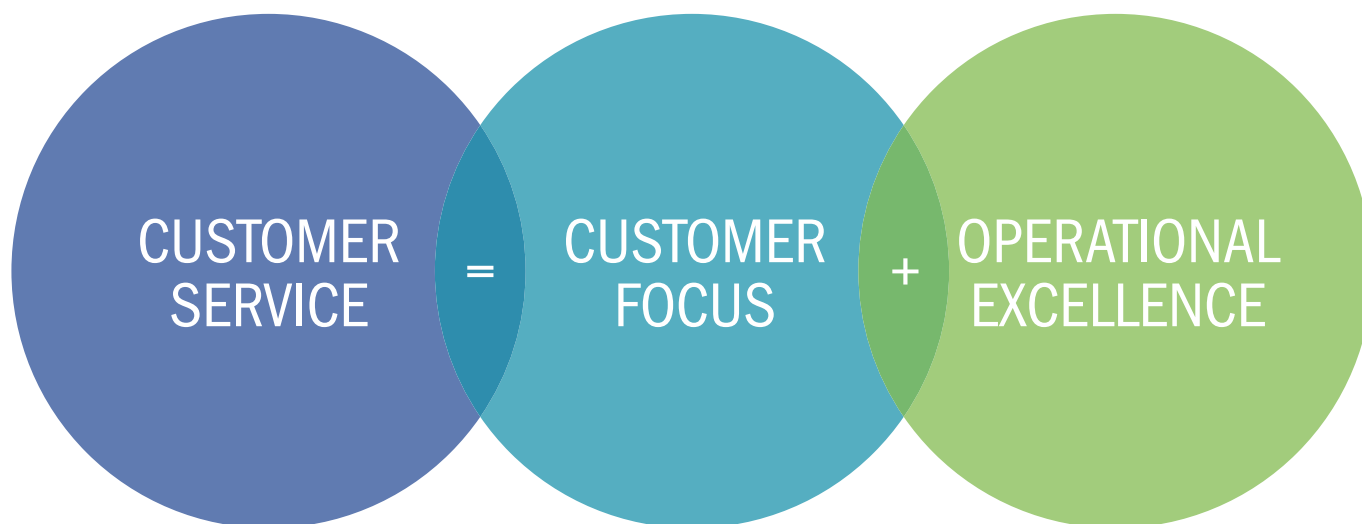 CUSTOMER
SERVICE
=
CUSTOMER
FOCUS
+
OPERATIONAL
EXCELLENCE